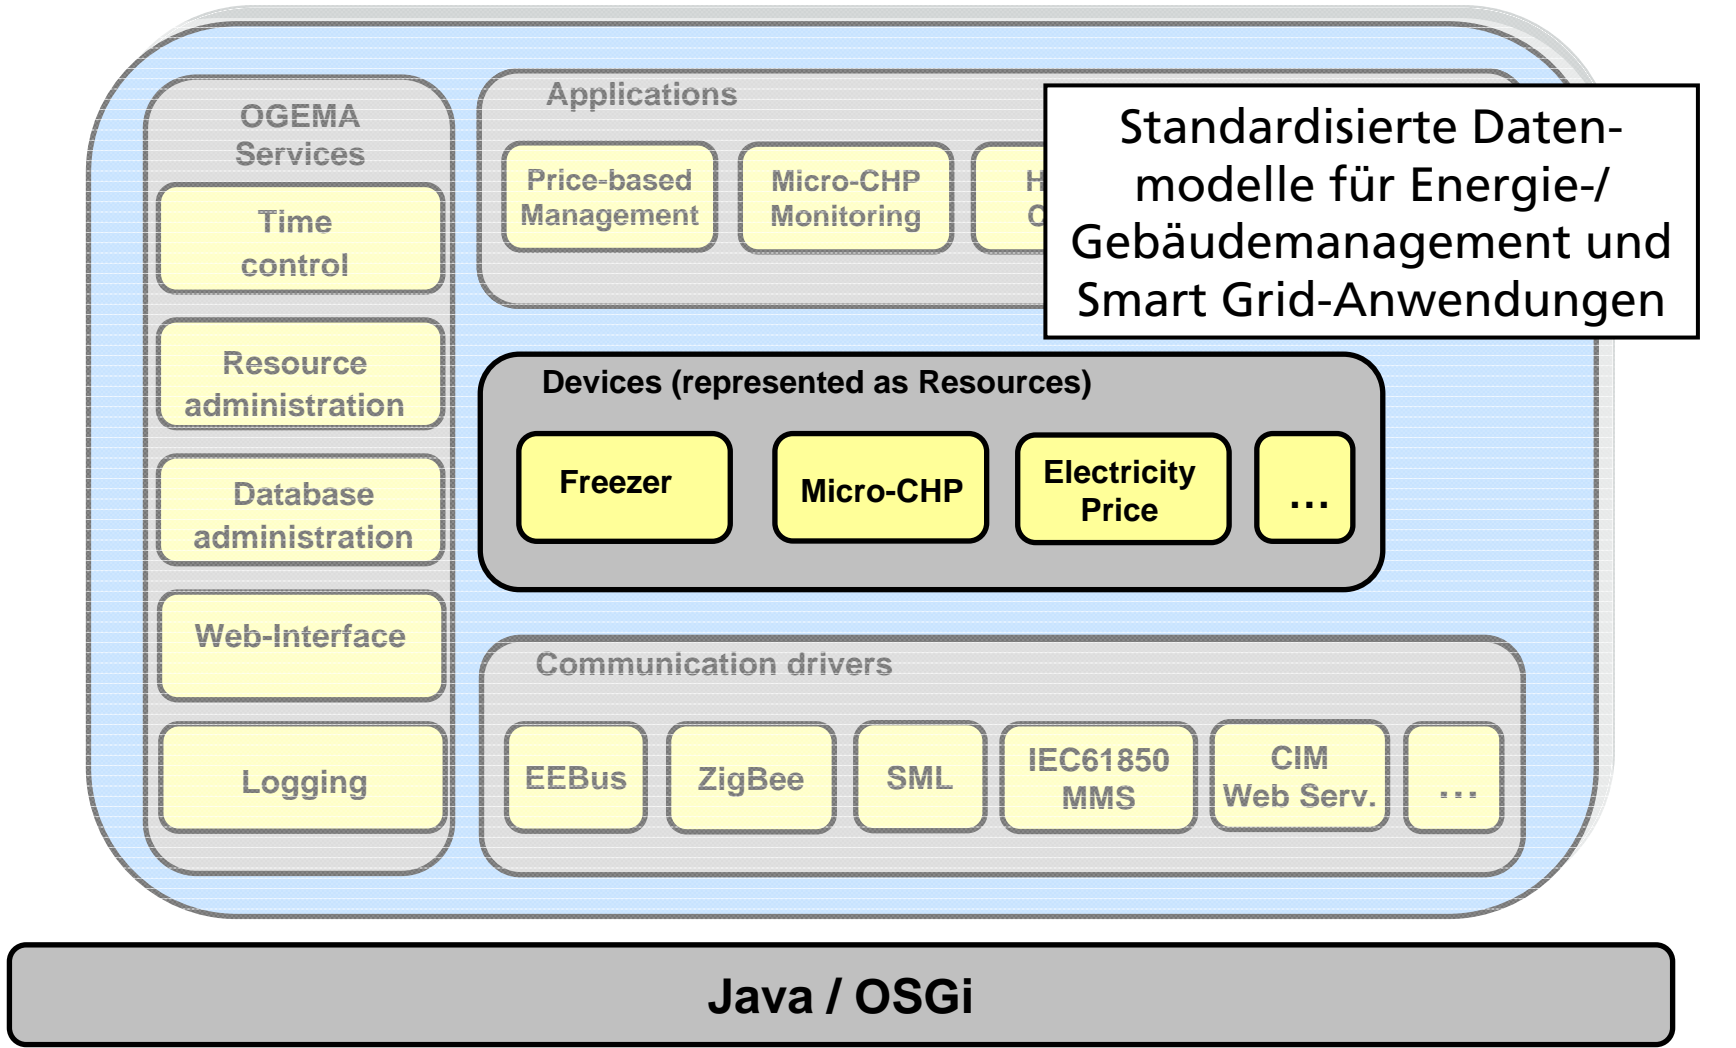 OGEMA
Services
Time
control
Resource
administration
Database
administration
Web-Interface
Logging
Applications
Price-based
Management
Micro-CHP
Monitoring
Standardisierte Daten-
modelle für Energie-/
Gebäudemanagement und
Smart Grid-Anwendungen
Devices (represented as Resources)
Freezer
Micro-CHP
Electricity
Price
...
Communication drivers
EEBus
ZigBee
SML
IEC61850
MMS
CIM
Web Serv.
...
Java / OSGi